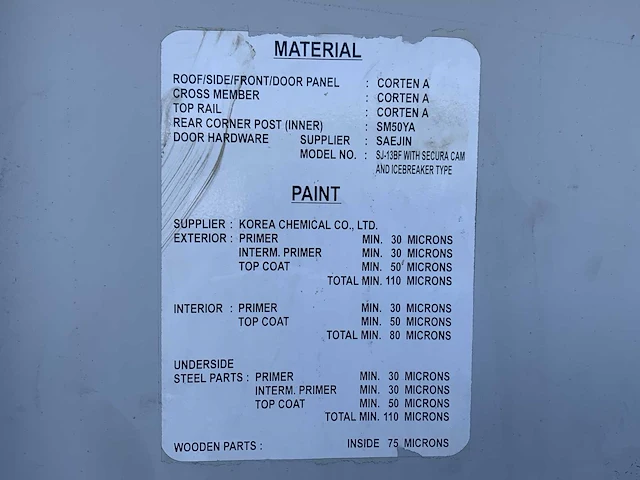 MATERIAL
ROOF/SIDE/FRONT/DOOR PANEL : CORTEN A
CROSS MEMBER : CORTEN A
TOP RAIL : CORTEN A
REAR CORNER POST (INNER) : SM50YA
DOOR HARDWARE SUPPLIER : SAEJIN
MODEL NO. : SJ-13BF WITH SECURA CAM
AND ICEBREAKER TYPE
PAINT
SUPPLIER : KOREA CHEMICAL CO., LTD.
EXTERIOR : PRIMER MIN. 30 MICRONS
INTERM. PRIMER MIN. 30 MICRONS
TOP COAT MIN. 50 MICRONS
TOTAL MIN. 110 MICRONS
INTERIOR : PRIMER MIN. 30 MICRONS
TOP COAT MIN. 50 MICRONS
TOTAL MIN. 80 MICRONS
UNDERSIDE
STEEL PARTS : PRIMER MIN. 30 MICRONS
INTERM. PRIMER MIN. 30 MICRONS
TOP COAT MIN. 50 MICRONS
TOTAL MIN. 110 MICRONS
WOODEN PARTS : INSIDE 75 MICRONS